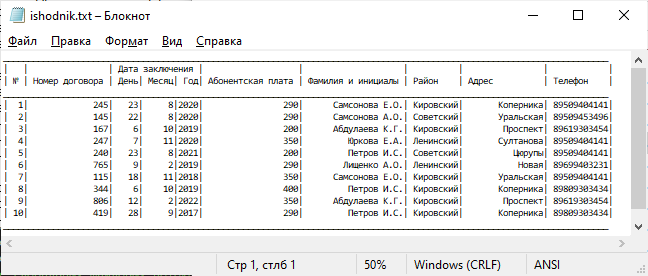 ishodnik.txt – Блокнот
Файл Правка Формат Вид Справка
| | | Дата заключения | | | | | |
| № | Номер договора | День| Месяц| Год| Абонентская плата | Фамилия и инициалы | Район | Адрес | Телефон |
| 1| 245| 23| 8|2020| 290| Самсонова Е.О.| Кировский| Коперника| 89509404141|
| 2| 145| 22| 8|2020| 290| Самсонова А.О.| Советский| Уральская| 89509453496|
| 3| 167| 6| 10|2019| 200| Абдулаева К.Г.| Кировский| Проспект| 89619303454|
| 4| 247| 7| 11|2020| 350| Юркова Е.А.| Ленинский| Султанова| 89509404141|
| 5| 240| 23| 8|2021| 200| Петров И.С.| Советский| Цюрупы| 89509404141|
| 6| 765| 9| 2|2019| 290| Лищенко А.О.| Ленинский| Новая| 89699403231|
| 7| 115| 18| 11|2018| 350| Самсонова Е.О.| Кировский| Уральская| 89509404141|
| 8| 344| 6| 10|2019| 400| Петров И.С.| Кировский| Коперника| 89809303434|
| 9| 806| 12| 2|2022| 350| Абдулаева К.Г.| Кировский| Проспект| 89619303454|
| 10| 419| 28| 9|2017| 290| Петров И.С.| Кировский| Коперника| 89809303434|
Стр 1, стлб 1 50% Windows (CRLF) ANSI